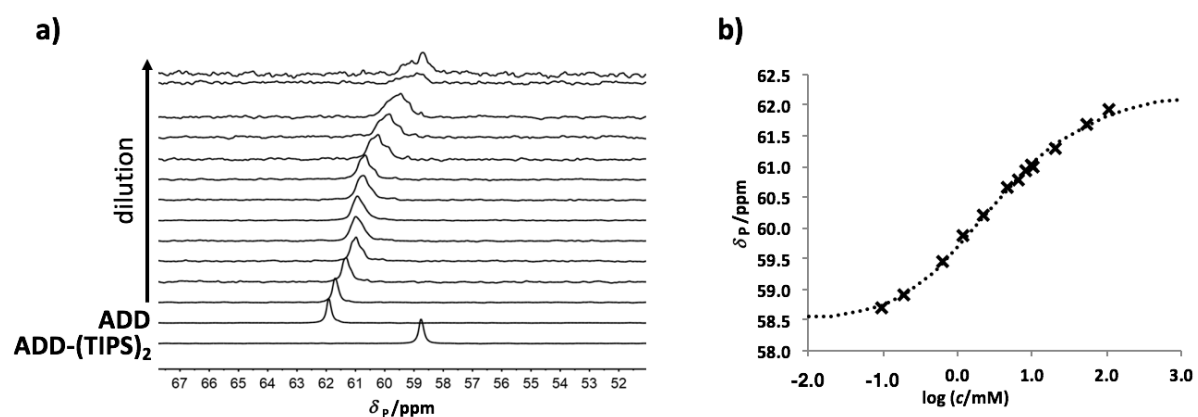 a)
dilution
ADD
ADD-(TIPS)2
67 66 65 64 63 62 61 60 59 58 57 56 55 54 53 52
δ P /ppm
b)
δ P /ppm
62.5
62.0
61.5
61.0
60.5
60.0
59.5
59.0
58.5
58.0
-2.0 -1.0 0.0 1.0 2.0 3.0
log (c/mM)